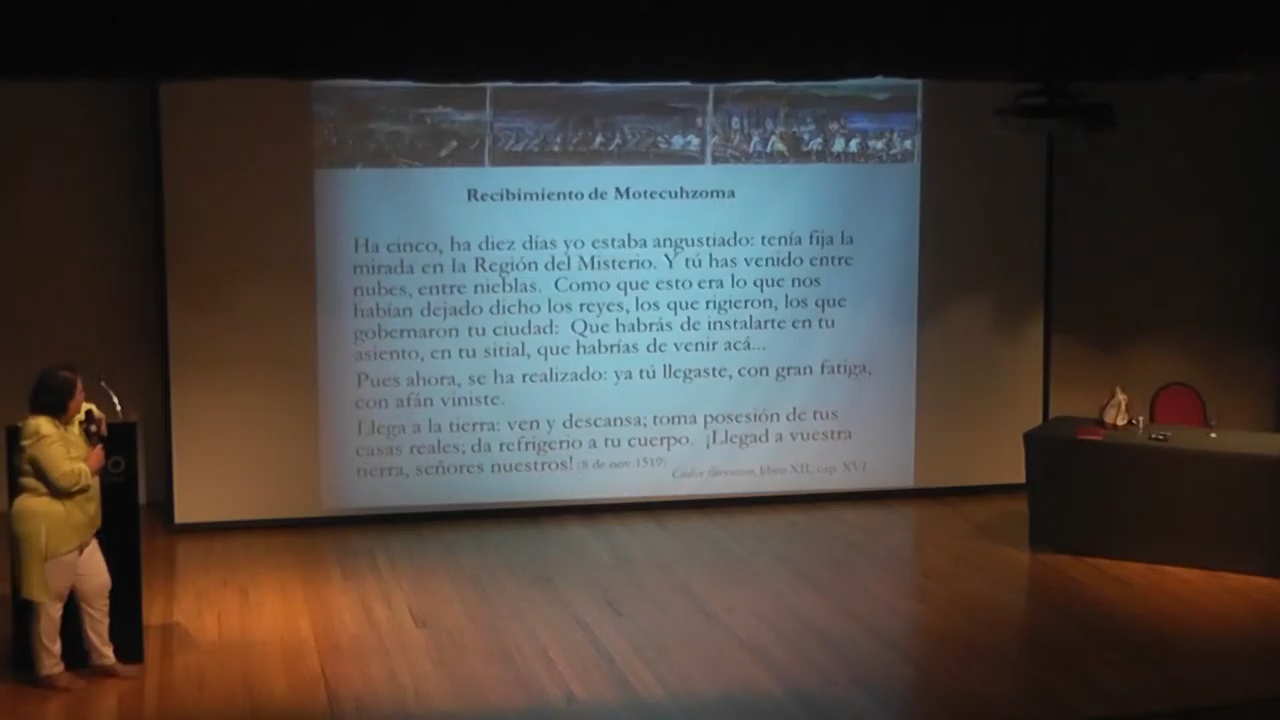 Recibimiento de Motecuhzoma
Ha cinco, ha diez días yo estaba angustiado: tenía fija la
mirada en la Región del Misterio. Y tú has venido entre
nubes, entre nieblas. Como que esto era lo que nos
habían dejado dicho los reyes, los que rigieron, los que
gobernaron tu ciudad: Que habrás de instalarte en tu
asiento, en tu sitial, que habrías de venir acá...
Pues ahora, se ha realizado: ya tú llegaste, con gran fatiga,
con afán viniste.
Llega a la tierra: ven y descansa; toma posesión de tus
casas reales; da refrigerio a tu cuerpo. ¡Llegad a vuestra
tierra, señores nuestros! (8 de nov 1519)
Códice florentino, libro XII, cap. XVI